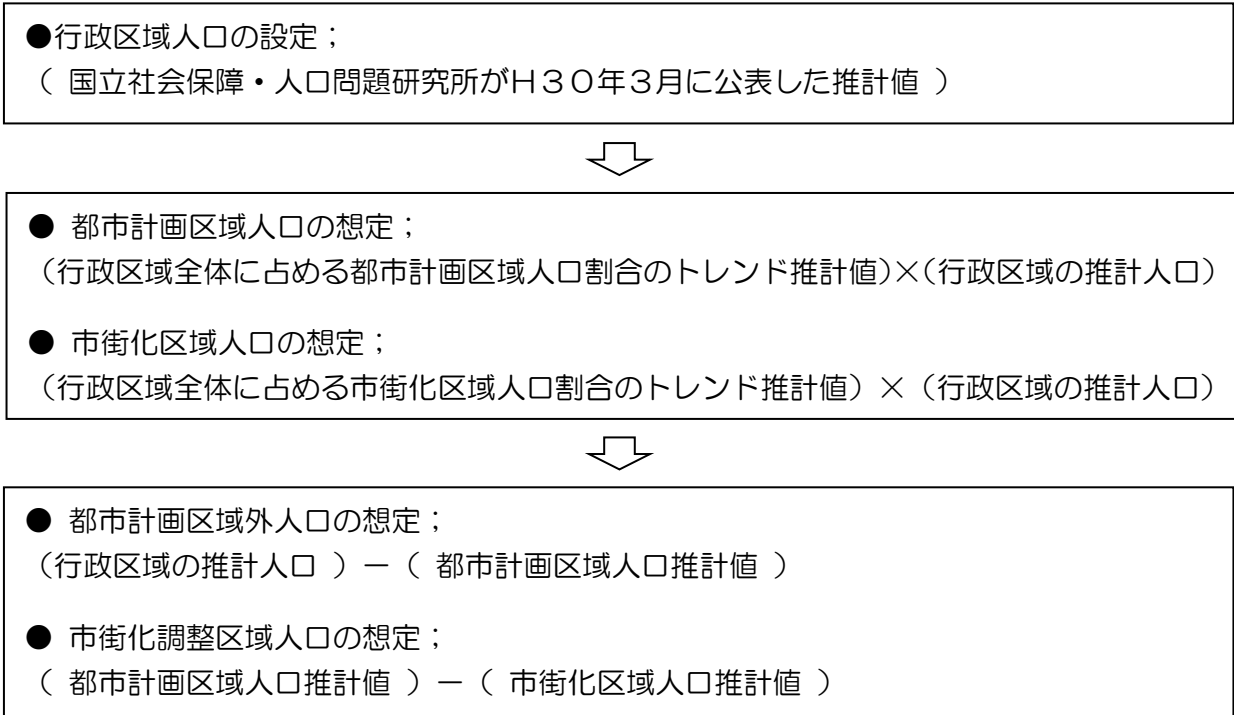 ●行政区域人口の設定；
（ 国立社会保障・人口問題研究所がＨ３０年３月に公表した推計値 ）
● 都市計画区域人口の想定；
（行政区域全体に占める都市計画区域人口割合のトレンド推計値）×（行政区域の推計人口）
● 市街化区域人口の想定；
（行政区域全体に占める市街化区域人口割合のトレンド推計値）×（行政区域の推計人口）
● 都市計画区域外人口の想定；
（行政区域の推計人口 ）－（ 都市計画区域人口推計値 ）
● 市街化調整区域人口の想定；
（ 都市計画区域人口推計値 ）－（ 市街化区域人口推計値 ）